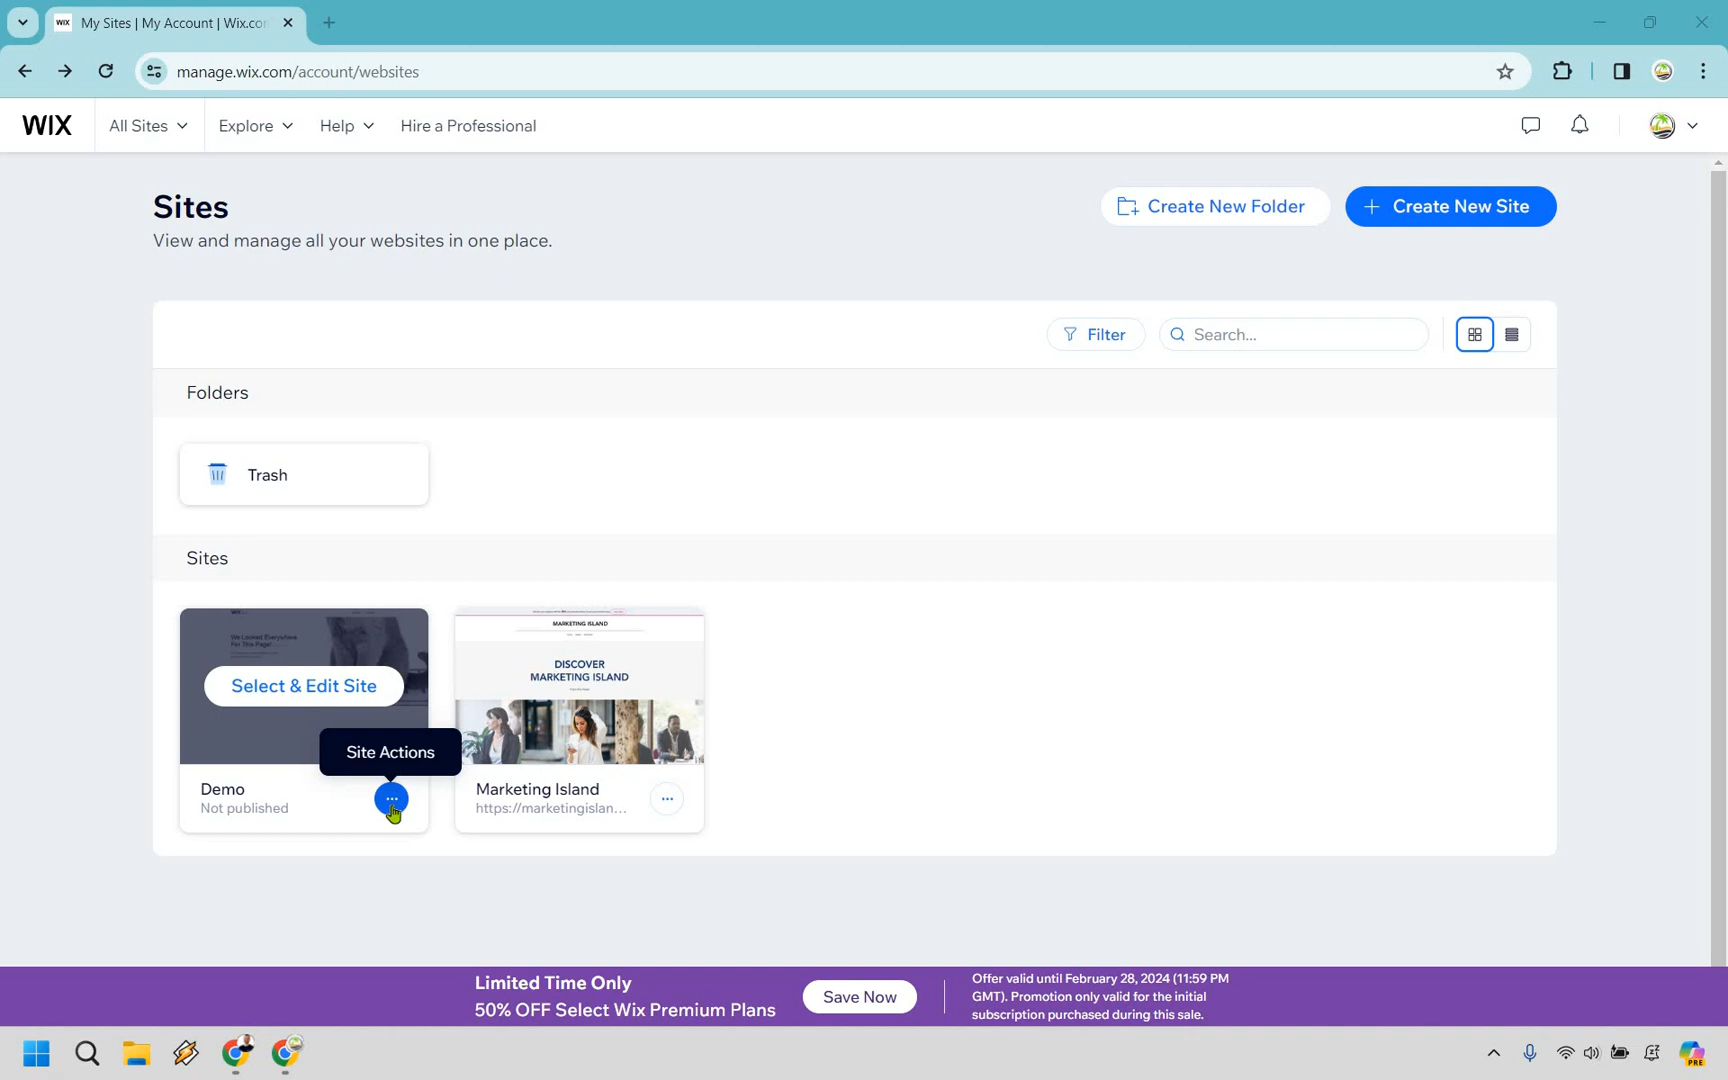 WIX My Sites | My Account | Wix.co
manage.wix.com/account/websites
WIX All Sites Explore Help Hire a Professional
Sites
View and manage all your websites in one place.
Create New Folder
+ Create New Site
Filter
Search...
Folders
Trash
Sites
We Looked Everywhere
For This Page!
Select & Edit Site
Site Actions
Demo
Not published
...
MARKETING ISLAND
DISCOVER
MARKETING ISLAND
Marketing Island
https://marketingislan...
...
Limited Time Only
50% OFF Select Wix Premium Plans
Save Now
Offer valid until February 28, 2024 (11:59 PM
GMT). Promotion only valid for the initial
subscription purchased during this sale.
PRE